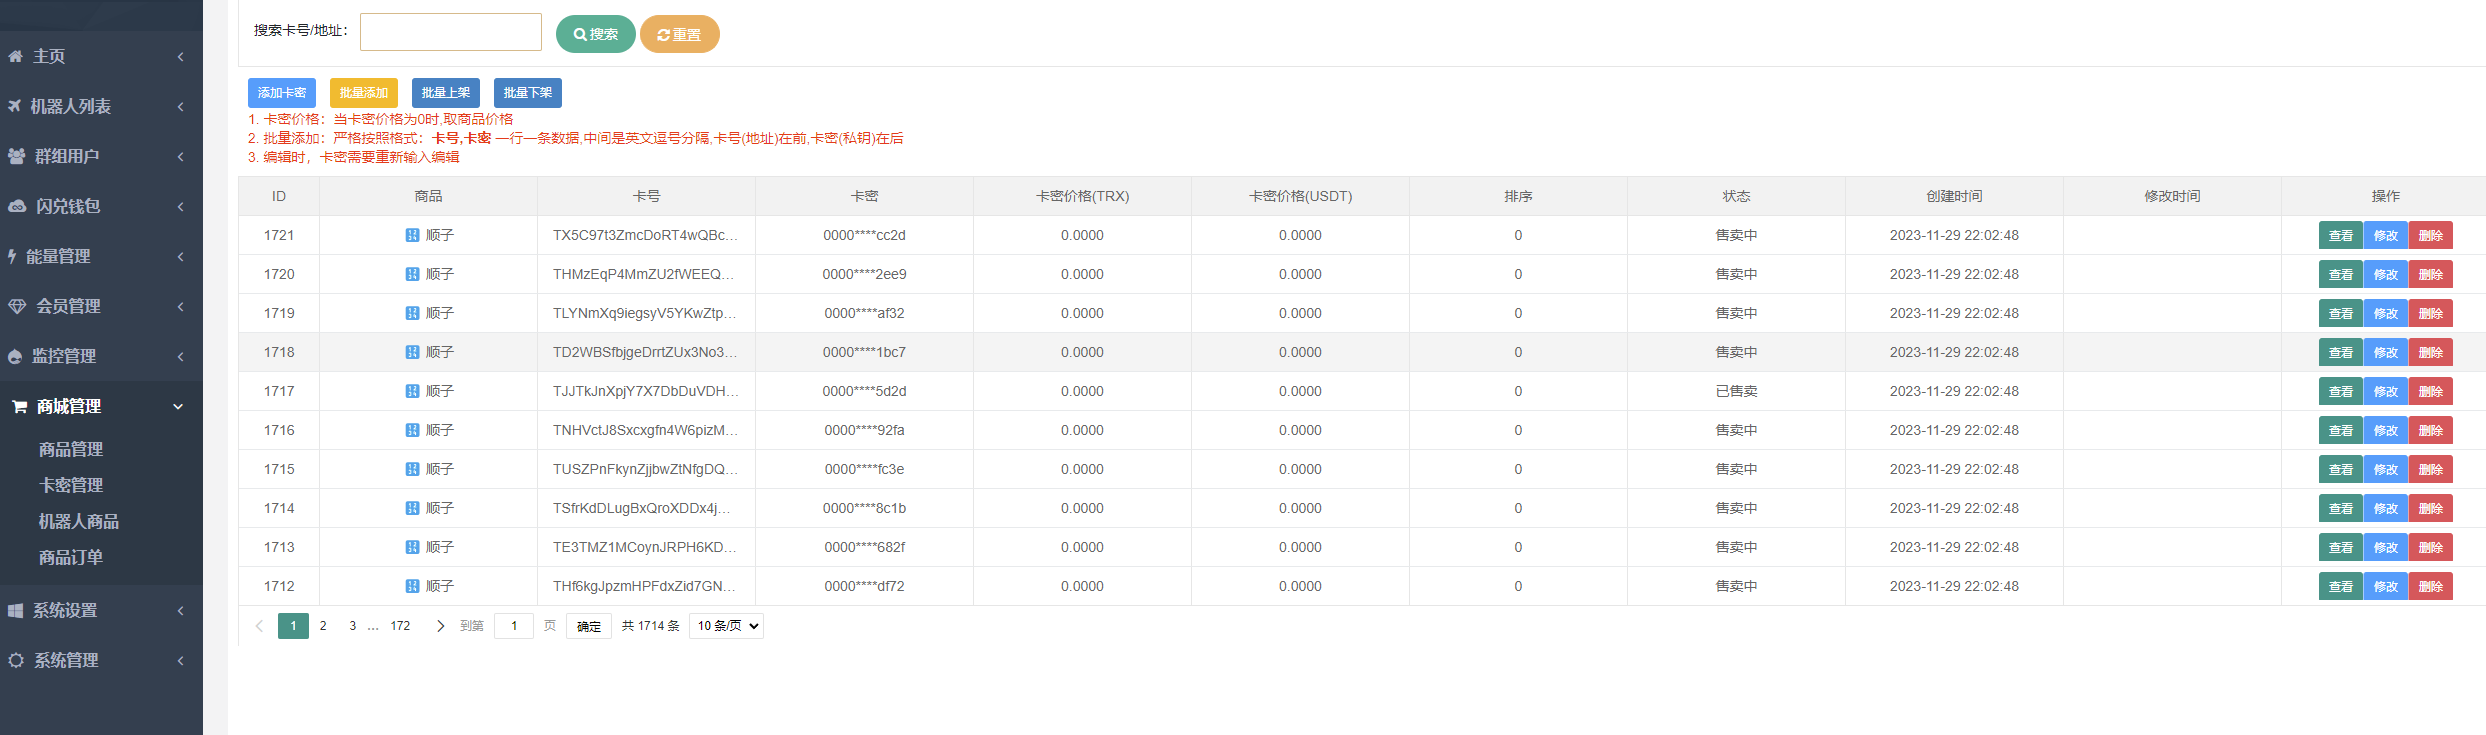 搜索卡号/地址：
搜索
重置
主页
机器人列表
群组用户
闪兑钱包
能量管理
会员管理
监控管理
商城管理
商品管理
卡密管理
机器人商品
商品订单
系统设置
系统管理
添加卡密 批量添加 批量上架 批量下架
1. 卡密价格：当卡密价格为0时,取商品价格
2. 批量添加：严格按照格式：卡号,卡密 一行一条数据,中间是英文逗号分隔,卡号(地址)在前,卡密(私钥)在后
3. 编辑时，卡密需要重新输入编辑
ID 商品 卡号 卡密 卡密价格(TRX) 卡密价格(USDT) 排序 状态 创建时间 修改时间 操作
1721 顺子 TX5C97t3ZmcDoRT4wQBc... 0000****cc2d 0.0000 0.0000 0 售卖中 2023-11-29 22:02:48 查看 修改 删除
1720 顺子 THMzEqP4MmZU2fWEEQ... 0000****2ee9 0.0000 0.0000 0 售卖中 2023-11-29 22:02:48 查看 修改 删除
1719 顺子 TLYNmXq9iegsyV5YKwZtp... 0000****af32 0.0000 0.0000 0 售卖中 2023-11-29 22:02:48 查看 修改 删除
1718 顺子 TD2WBSfbjgeDrrtZUx3No3... 0000****1bc7 0.0000 0.0000 0 售卖中 2023-11-29 22:02:48 查看 修改 删除
1717 顺子 TJJTkJnXpjY7X7DbDuVDH... 0000****5d2d 0.0000 0.0000 0 已售卖 2023-11-29 22:02:48 查看 修改 删除
1716 顺子 TNHVctJ8Sxcxgfn4W6pizM... 0000****92fa 0.0000 0.0000 0 售卖中 2023-11-29 22:02:48 查看 修改 删除
1715 顺子 TUSZPnFkynZjjbwZtNfgDQ... 0000****fc3e 0.0000 0.0000 0 售卖中 2023-11-29 22:02:48 查看 修改 删除
1714 顺子 TSfrKdDLugBxQroXDDx4j... 0000****8c1b 0.0000 0.0000 0 售卖中 2023-11-29 22:02:48 查看 修改 删除
1713 顺子 TE3TMZ1MCoynJRPH6KD... 0000****682f 0.0000 0.0000 0 售卖中 2023-11-29 22:02:48 查看 修改 删除
1712 顺子 THf6kgJpzmHPFdxZid7GN... 0000****df72 0.0000 0.0000 0 售卖中 2023-11-29 22:02:48 查看 修改 删除
1 2 3 ... 172 到第 1 页 确定 共 1714 条 10 条/页